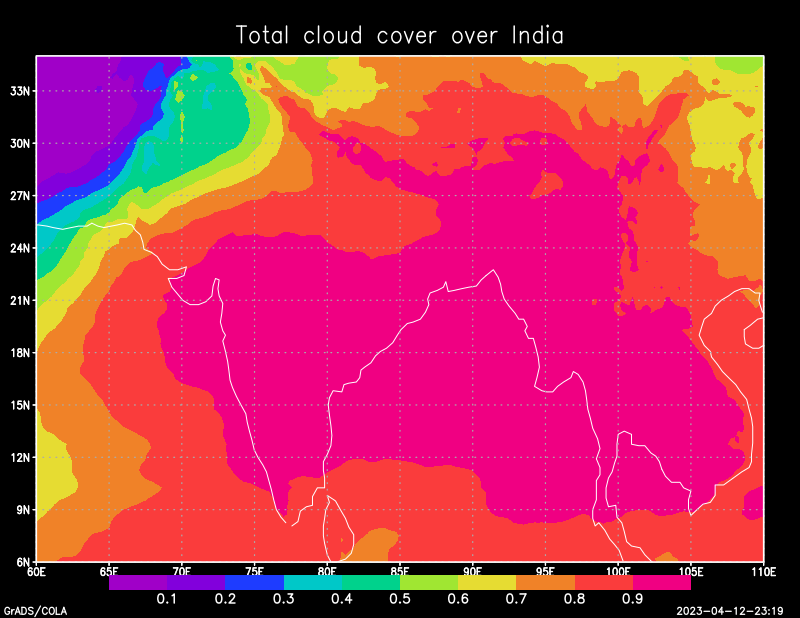 Total cloud cover over India
33N
30N
27N
24N
21N
18N
15N
12N
9N
6N
60E 65E 70E 75E 80E 85E 90E 95E 100E 105E 110E
0.1 0.2 0.3 0.4 0.5 0.6 0.7 0.8 0.9
GrADS/COLA 2023-04-12-23:19